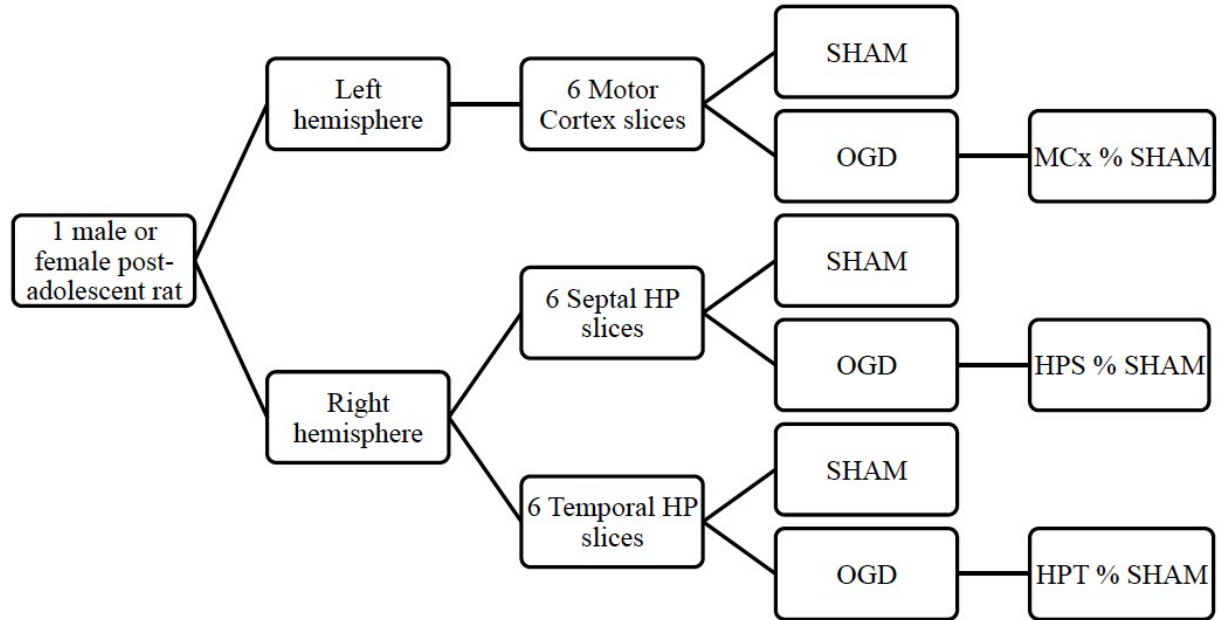 1 male or
female post-
adolescent rat
Left
hemisphere
Right
hemisphere
6 Motor
Cortex slices
6 Septal HP
slices
6 Temporal HP
slices
SHAM
OGD
SHAM
OGD
SHAM
OGD
MCx % SHAM
HPS % SHAM
HPT % SHAM